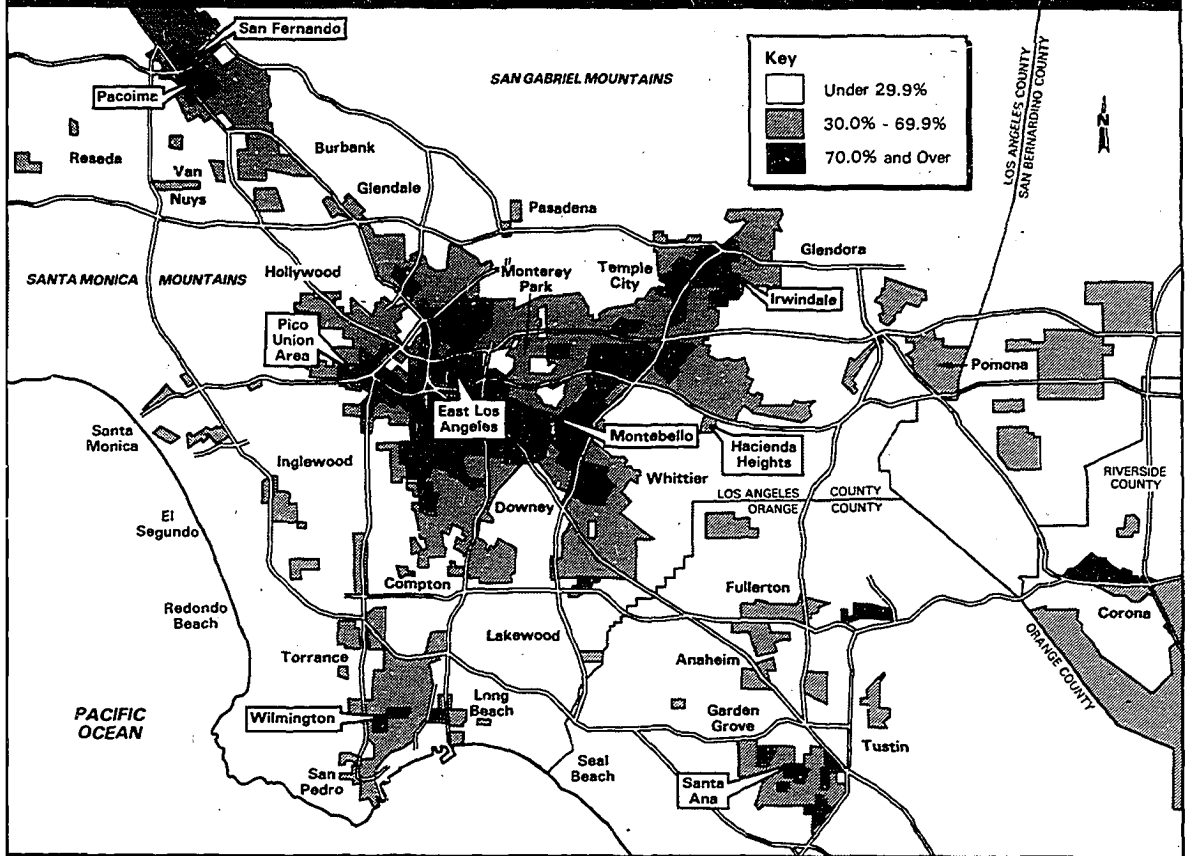 San Fernando
SAN GABRIEL MOUNTAINS
Key
Under 29.9%
30.0% - 69.9%
70.0% and Over
LOS ANGELES COUNTY
SAN BERNARDINO COUNTY
Pacoima
Reseda
Van
Nuys
Burbank
Glendale
Pasadena
SANTA MONICA MOUNTAINS
Hollywood
Monterey
Park
Temple
City
Glendora
Irwindale
Pico
Union
Area
Pomona
East Los
Angeles
Montebello
Hacienda
Heights
Santa
Monica
Inglewood
Whittier
LOS ANGELES COUNTY
ORANGE COUNTY
RIVERSIDE
COUNTY
Downey
El
Segundo
Compton
Fullerton
Corona
Redondo
Beach
Lakewood
ORANGE COUNTY
Torrance
Anaheim
PACIFIC
OCEAN
Wilmington
Long
Beach
Garden
Grove
Tustin
San
Pedro
Seal
Beach
Santa
Ana